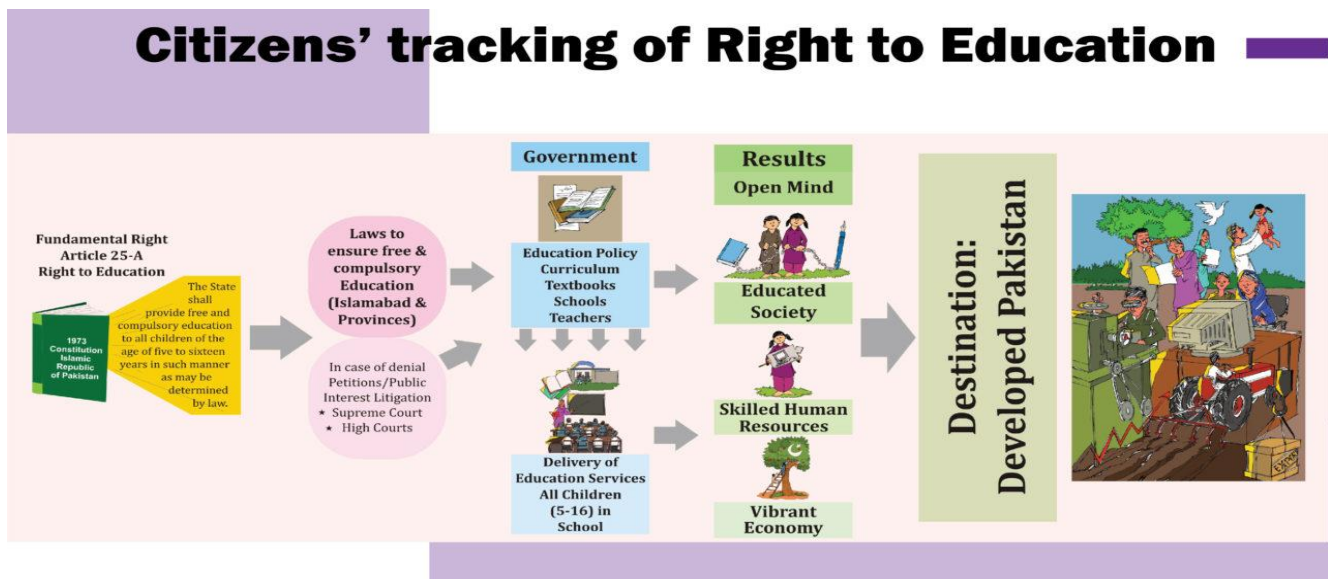 Citizens’ tracking of Right to Education
Fundamental Right
Article 25-A
Right to Education
1973
Constitution
Islamic
Republic
of Pakistan
The State
shall
provide free and
compulsory education
to all children of the
age of five to sixteen
years in such manner
as may be
determined
by law.
Laws to
ensure free &
compulsory
Education
(Islamabad &
Provinces)
In case of denial
Petitions/Public
Interest Litigation
★ Supreme Court
★ High Courts
Government
Education Policy
Curriculum
Textbooks
Schools
Teachers
Delivery of
Education Services
All Children
(5-16) in
School
Results
Open Mind
Educated
Society
Skilled Human
Resources
Vibrant
Economy
Destination:
Developed Pakistan